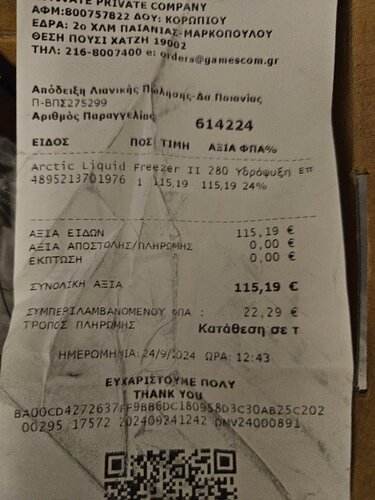 PRIVATE COMPANY
ΑΦΜ:800757822 ΔΟΥ: ΚΟΡΩΠΙΟΥ
ΕΔΡΑ: 2ο ΧΛΜ ΠΑΙΑΝΙΑΣ-ΜΑΡΚΟΠΟΥΛΟΥ
ΘΕΣΗ ΠΟΥΣΙ ΧΑΤΖΗ 19002
ΤΗΛ: 216-8007400 e: orders@gamescom.gr
Απόδειξη Λιανικής Πώλησης-Δα Παιανίας
Π-ΒΠΣ275299
Αριθμός Παραγγελίας 614224
ΕΙΔΟΣ ΠΟΣ ΤΙΜΗ ΑΞΙΑ ΦΠΑ%
Arctic Liquid Freezer II 280 Υδρόψυξη Επ
4895213701976 1 115,19 115,19 24%
ΑΞΙΑ ΕΙΔΩΝ 115,19 €
ΑΞΙΑ ΑΠΟΣΤΟΛΗΣ/ΠΛΗΡΩΜΗΣ 0,00 €
ΕΚΠΤΩΣΗ 0,00 €
ΣΥΝΟΛΙΚΗ ΑΞΙΑ 115,19 €
ΣΥΜΠΕΡΙΛΑΜΒΑΝΟΜΕΝΟΥ ΦΠΑ : 22,29 €
ΤΡΟΠΟΣ ΠΛΗΡΩΜΗΣ Κατάθεση σε τ
ΗΜΕΡΟΜΗΝΙΑ: 24/9/2024 ΩΡΑ: 12:43
ΕΥΧΑΡΙΣΤΟΥΜΕ ΠΟΛΥ
THANK YOU
BA00CD4272637FF9BB6DC180958D3C30AB25C202
00295 17572 202409241242 DMV24000891